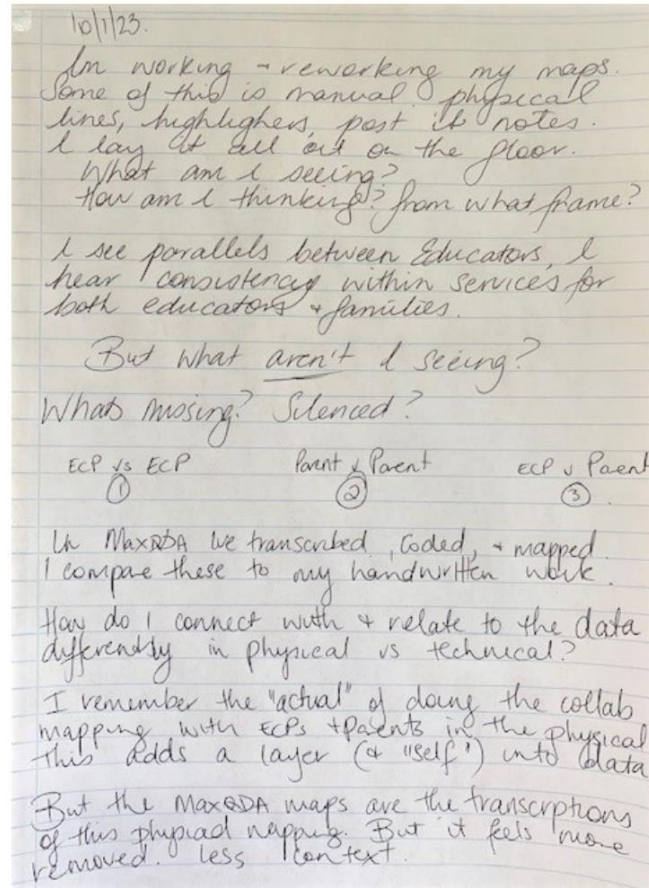 10/1/23.
Im working + reworking my maps.
Some of this is manual. physical
lines, highlighers, post it notes.
I lay it all out on the floor.
What am I seeing?
How am I thinking? from what frame?
I see parallels between Educators, I
hear consistency within services for
both educators + families.
But what aren't I seeing?
Whats missing? Silenced?
ECP vs ECP Parent v Parent ECP v Parent
1 2 3
In MaxQDA we transcribed, coded, + mapped.
I compare these to my handwritten work.
How do I connect with + relate to the data
differently in physical vs technical?
I remember the "actual" of doing the collab
mapping with ECPs + Parents in the physical
this adds a layer (+ "self") into data
But the MaxQDA maps are the transcrptions
of this physical mapping. But it feels more
removed. less context.